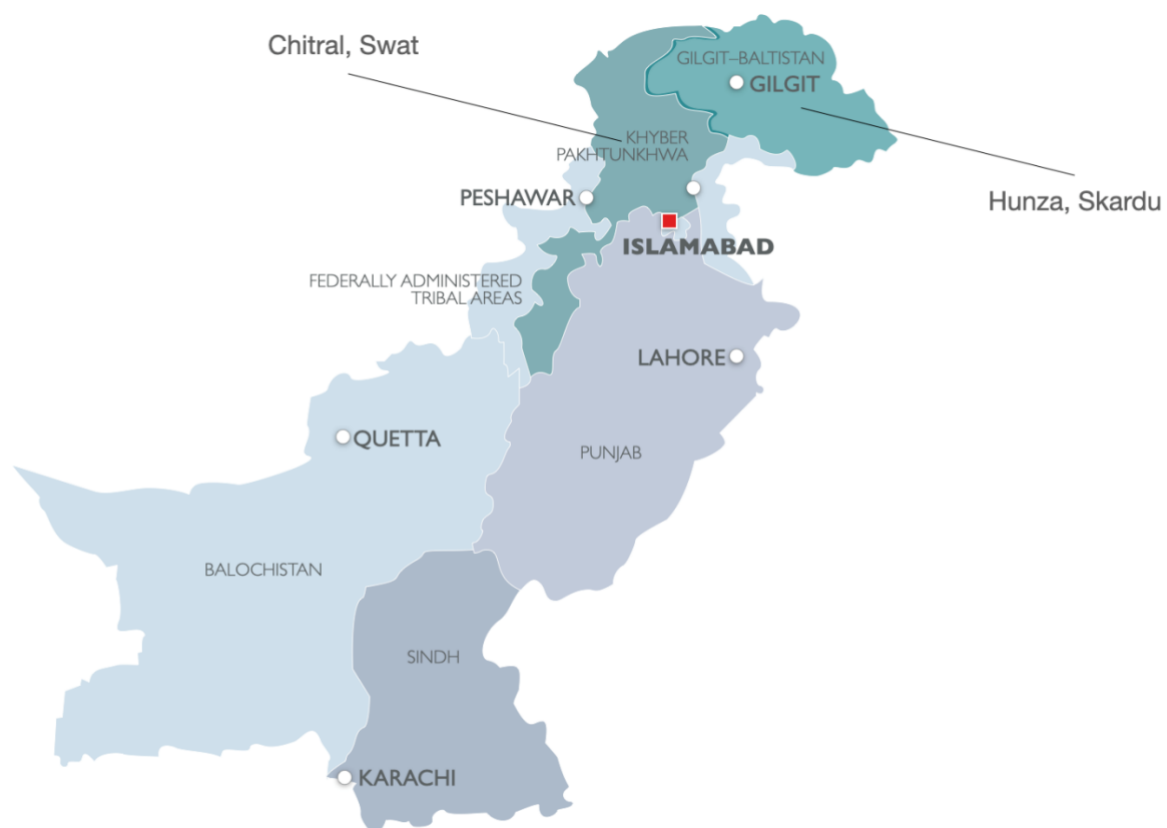 Chitral, Swat
GILGIT–BALTISTAN
GILGIT
KHYBER
PAKHTUNKHWA
PESHAWAR
Hunza, Skardu
ISLAMABAD
FEDERALLY ADMINISTERED
TRIBAL AREAS
LAHORE
QUETTA
PUNJAB
BALOCHISTAN
SINDH
KARACHI